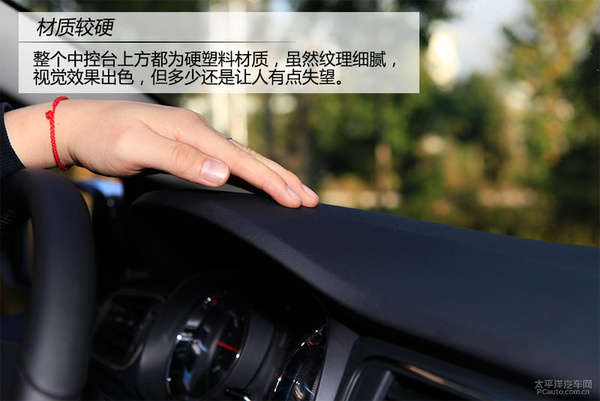 材质较硬
整个中控台上方都为硬塑料材质，虽然纹理细腻，
视觉效果出色，但多少还是让人有点失望。
太平洋汽车网
PCauto.com.cn